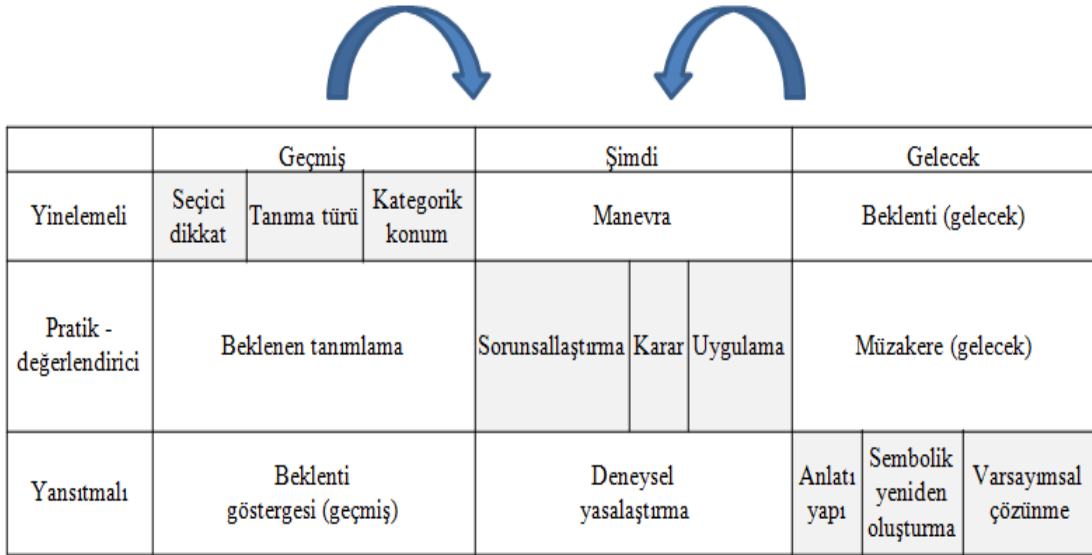 Geçmiş Şimdi Gelecek
Yinelemeli
Seçici
dikkat
Tanıma türü
Kategorik
konum
Manevra
Beklenti (gelecek)
Pratik -
değerlendirici
Beklenen tanımlama
Sorunsallaştırma
Karar
Uygulama
Müzakere (gelecek)
Yansıtmalı
Beklenti
göstergesi (geçmiş)
Deneysel
yasalaştırma
Anlatı
yapı
Sembolik
yeniden
oluşturma
Varsayımsal
çözünme